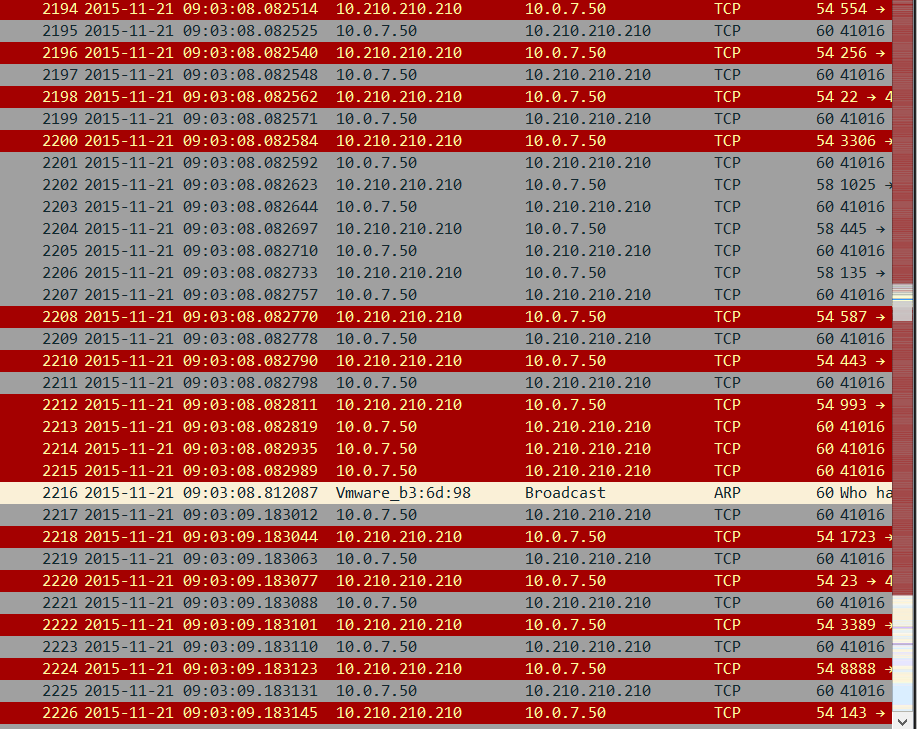 2194 2015-11-21 09:03:08.082514 10.210.210.210 10.0.7.50 TCP 54 554 →
2195 2015-11-21 09:03:08.082525 10.0.7.50 10.210.210.210 TCP 60 41016
2196 2015-11-21 09:03:08.082540 10.210.210.210 10.0.7.50 TCP 54 256 →
2197 2015-11-21 09:03:08.082548 10.0.7.50 10.210.210.210 TCP 60 41016
2198 2015-11-21 09:03:08.082562 10.210.210.210 10.0.7.50 TCP 54 22 → 4
2199 2015-11-21 09:03:08.082571 10.0.7.50 10.210.210.210 TCP 60 41016
2200 2015-11-21 09:03:08.082584 10.210.210.210 10.0.7.50 TCP 54 3306 →
2201 2015-11-21 09:03:08.082592 10.0.7.50 10.210.210.210 TCP 60 41016
2202 2015-11-21 09:03:08.082623 10.210.210.210 10.0.7.50 TCP 58 1025 →
2203 2015-11-21 09:03:08.082644 10.0.7.50 10.210.210.210 TCP 60 41016
2204 2015-11-21 09:03:08.082697 10.210.210.210 10.0.7.50 TCP 58 445 →
2205 2015-11-21 09:03:08.082710 10.0.7.50 10.210.210.210 TCP 60 41016
2206 2015-11-21 09:03:08.082733 10.210.210.210 10.0.7.50 TCP 58 135 →
2207 2015-11-21 09:03:08.082757 10.0.7.50 10.210.210.210 TCP 60 41016
2208 2015-11-21 09:03:08.082770 10.210.210.210 10.0.7.50 TCP 54 587 →
2209 2015-11-21 09:03:08.082778 10.0.7.50 10.210.210.210 TCP 60 41016
2210 2015-11-21 09:03:08.082790 10.210.210.210 10.0.7.50 TCP 54 443 →
2211 2015-11-21 09:03:08.082798 10.0.7.50 10.210.210.210 TCP 60 41016
2212 2015-11-21 09:03:08.082811 10.210.210.210 10.0.7.50 TCP 54 993 →
2213 2015-11-21 09:03:08.082819 10.0.7.50 10.210.210.210 TCP 60 41016
2214 2015-11-21 09:03:08.082935 10.0.7.50 10.210.210.210 TCP 60 41016
2215 2015-11-21 09:03:08.082989 10.0.7.50 10.210.210.210 TCP 60 41016
2216 2015-11-21 09:03:08.812087 Vmware_b3:6d:98 Broadcast ARP 60 Who ha
2217 2015-11-21 09:03:09.183012 10.0.7.50 10.210.210.210 TCP 60 41016
2218 2015-11-21 09:03:09.183044 10.210.210.210 10.0.7.50 TCP 54 1723 →
2219 2015-11-21 09:03:09.183063 10.0.7.50 10.210.210.210 TCP 60 41016
2220 2015-11-21 09:03:09.183077 10.210.210.210 10.0.7.50 TCP 54 23 → 4
2221 2015-11-21 09:03:09.183088 10.0.7.50 10.210.210.210 TCP 60 41016
2222 2015-11-21 09:03:09.183101 10.210.210.210 10.0.7.50 TCP 54 3389 →
2223 2015-11-21 09:03:09.183110 10.0.7.50 10.210.210.210 TCP 60 41016
2224 2015-11-21 09:03:09.183123 10.210.210.210 10.0.7.50 TCP 54 8888 →
2225 2015-11-21 09:03:09.183131 10.0.7.50 10.210.210.210 TCP 60 41016
2226 2015-11-21 09:03:09.183145 10.210.210.210 10.0.7.50 TCP 54 143 →